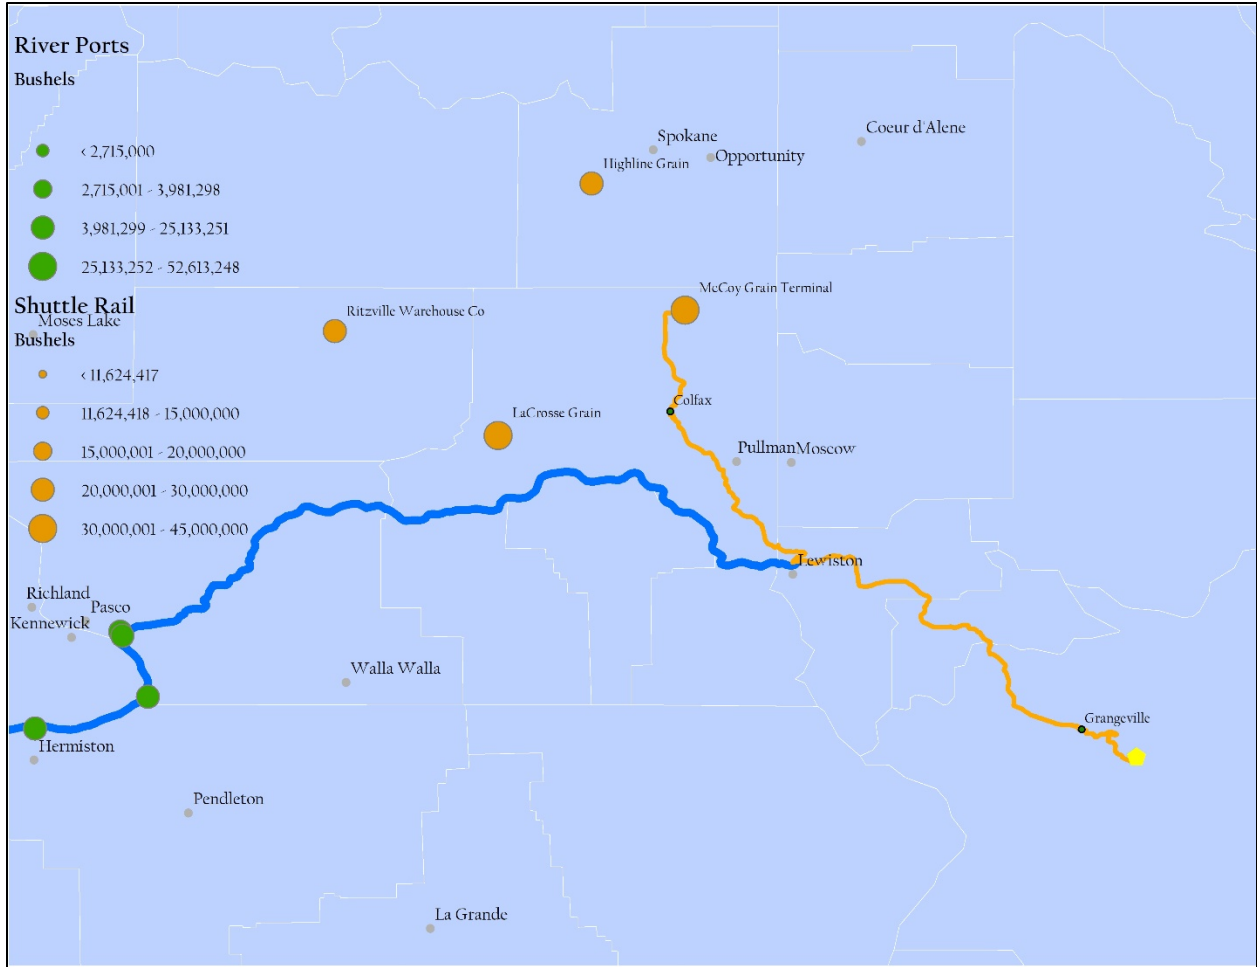 River Ports
Bushels
< 2,715,000
2,715,001 - 3,981,298
3,981,299 - 25,133,251
25,133,252 - 52,613,248
Shuttle Rail
Moses Lake
Bushels
< 11,624,417
11,624,418 - 15,000,000
15,000,001 - 20,000,000
20,000,001 - 30,000,000
30,000,001 - 45,000,000
Spokane
Opportunity
Coeur d'Alene
Highline Grain
McCoy Grain Terminal
Ritzville Warehouse Co
Colfax
LaCrosse Grain
Pullman
Moscow
Lewiston
Richland
Pasco
Kennewick
Walla Walla
Grangeville
Hermiston
Pendleton
La Grande